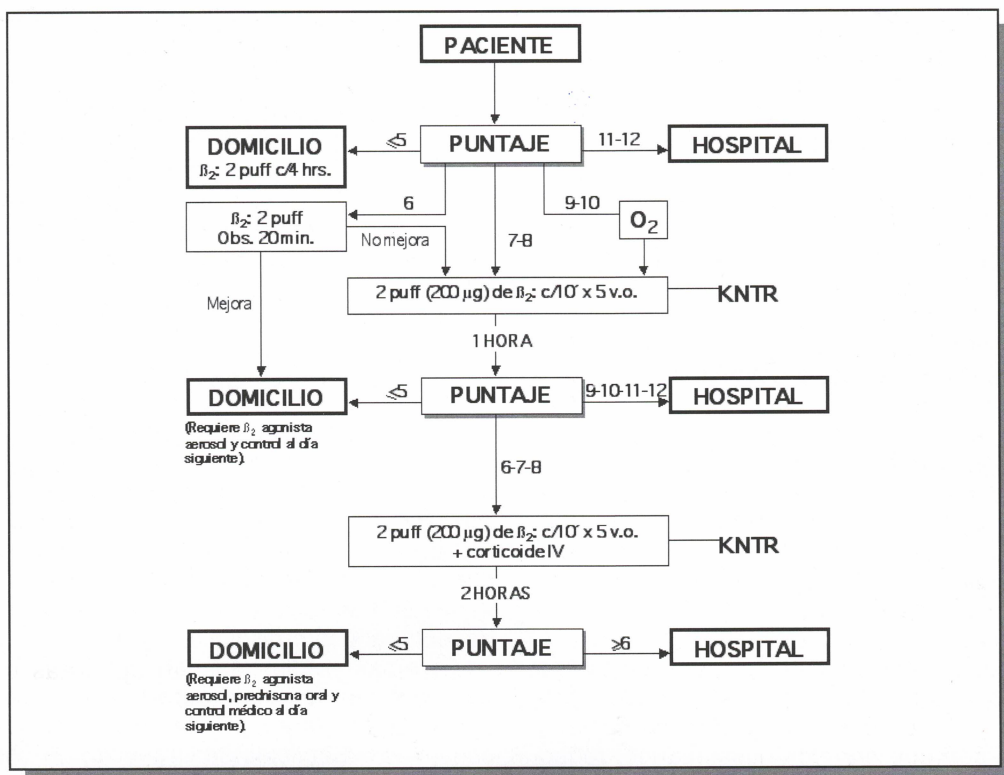 PACIENTE
PUNTAJE
≤5
11-12
DOMICILIO
ß₂: 2 puff c/4 hrs.
HOSPITAL
6
9-10
O₂
ß₂: 2 puff
Obs. 20 min.
No mejora
7-8
Mejora
2 puff (200 µg) de ß₂: c/10´ x 5 v.o.
KNTR
1 HORA
DOMICILIO
≤5
PUNTAJE
9-10-11-12
HOSPITAL
(Requiere ß₂ agonista
aerosol y control al día
siguiente).
6-7-8
2 puff (200 µg) de ß₂: c/10´ x 5 v.o.
+ corticoide IV
KNTR
2 HORAS
DOMICILIO
≤5
PUNTAJE
≥6
HOSPITAL
(Requiere ß₂ agonista
aerosol, prednisona oral y
control médico al día
siguiente).